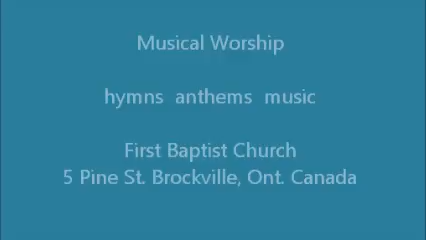 Musical Worship
hymns anthems music
First Baptist Church
5 Pine St. Brockville, Ont. Canada